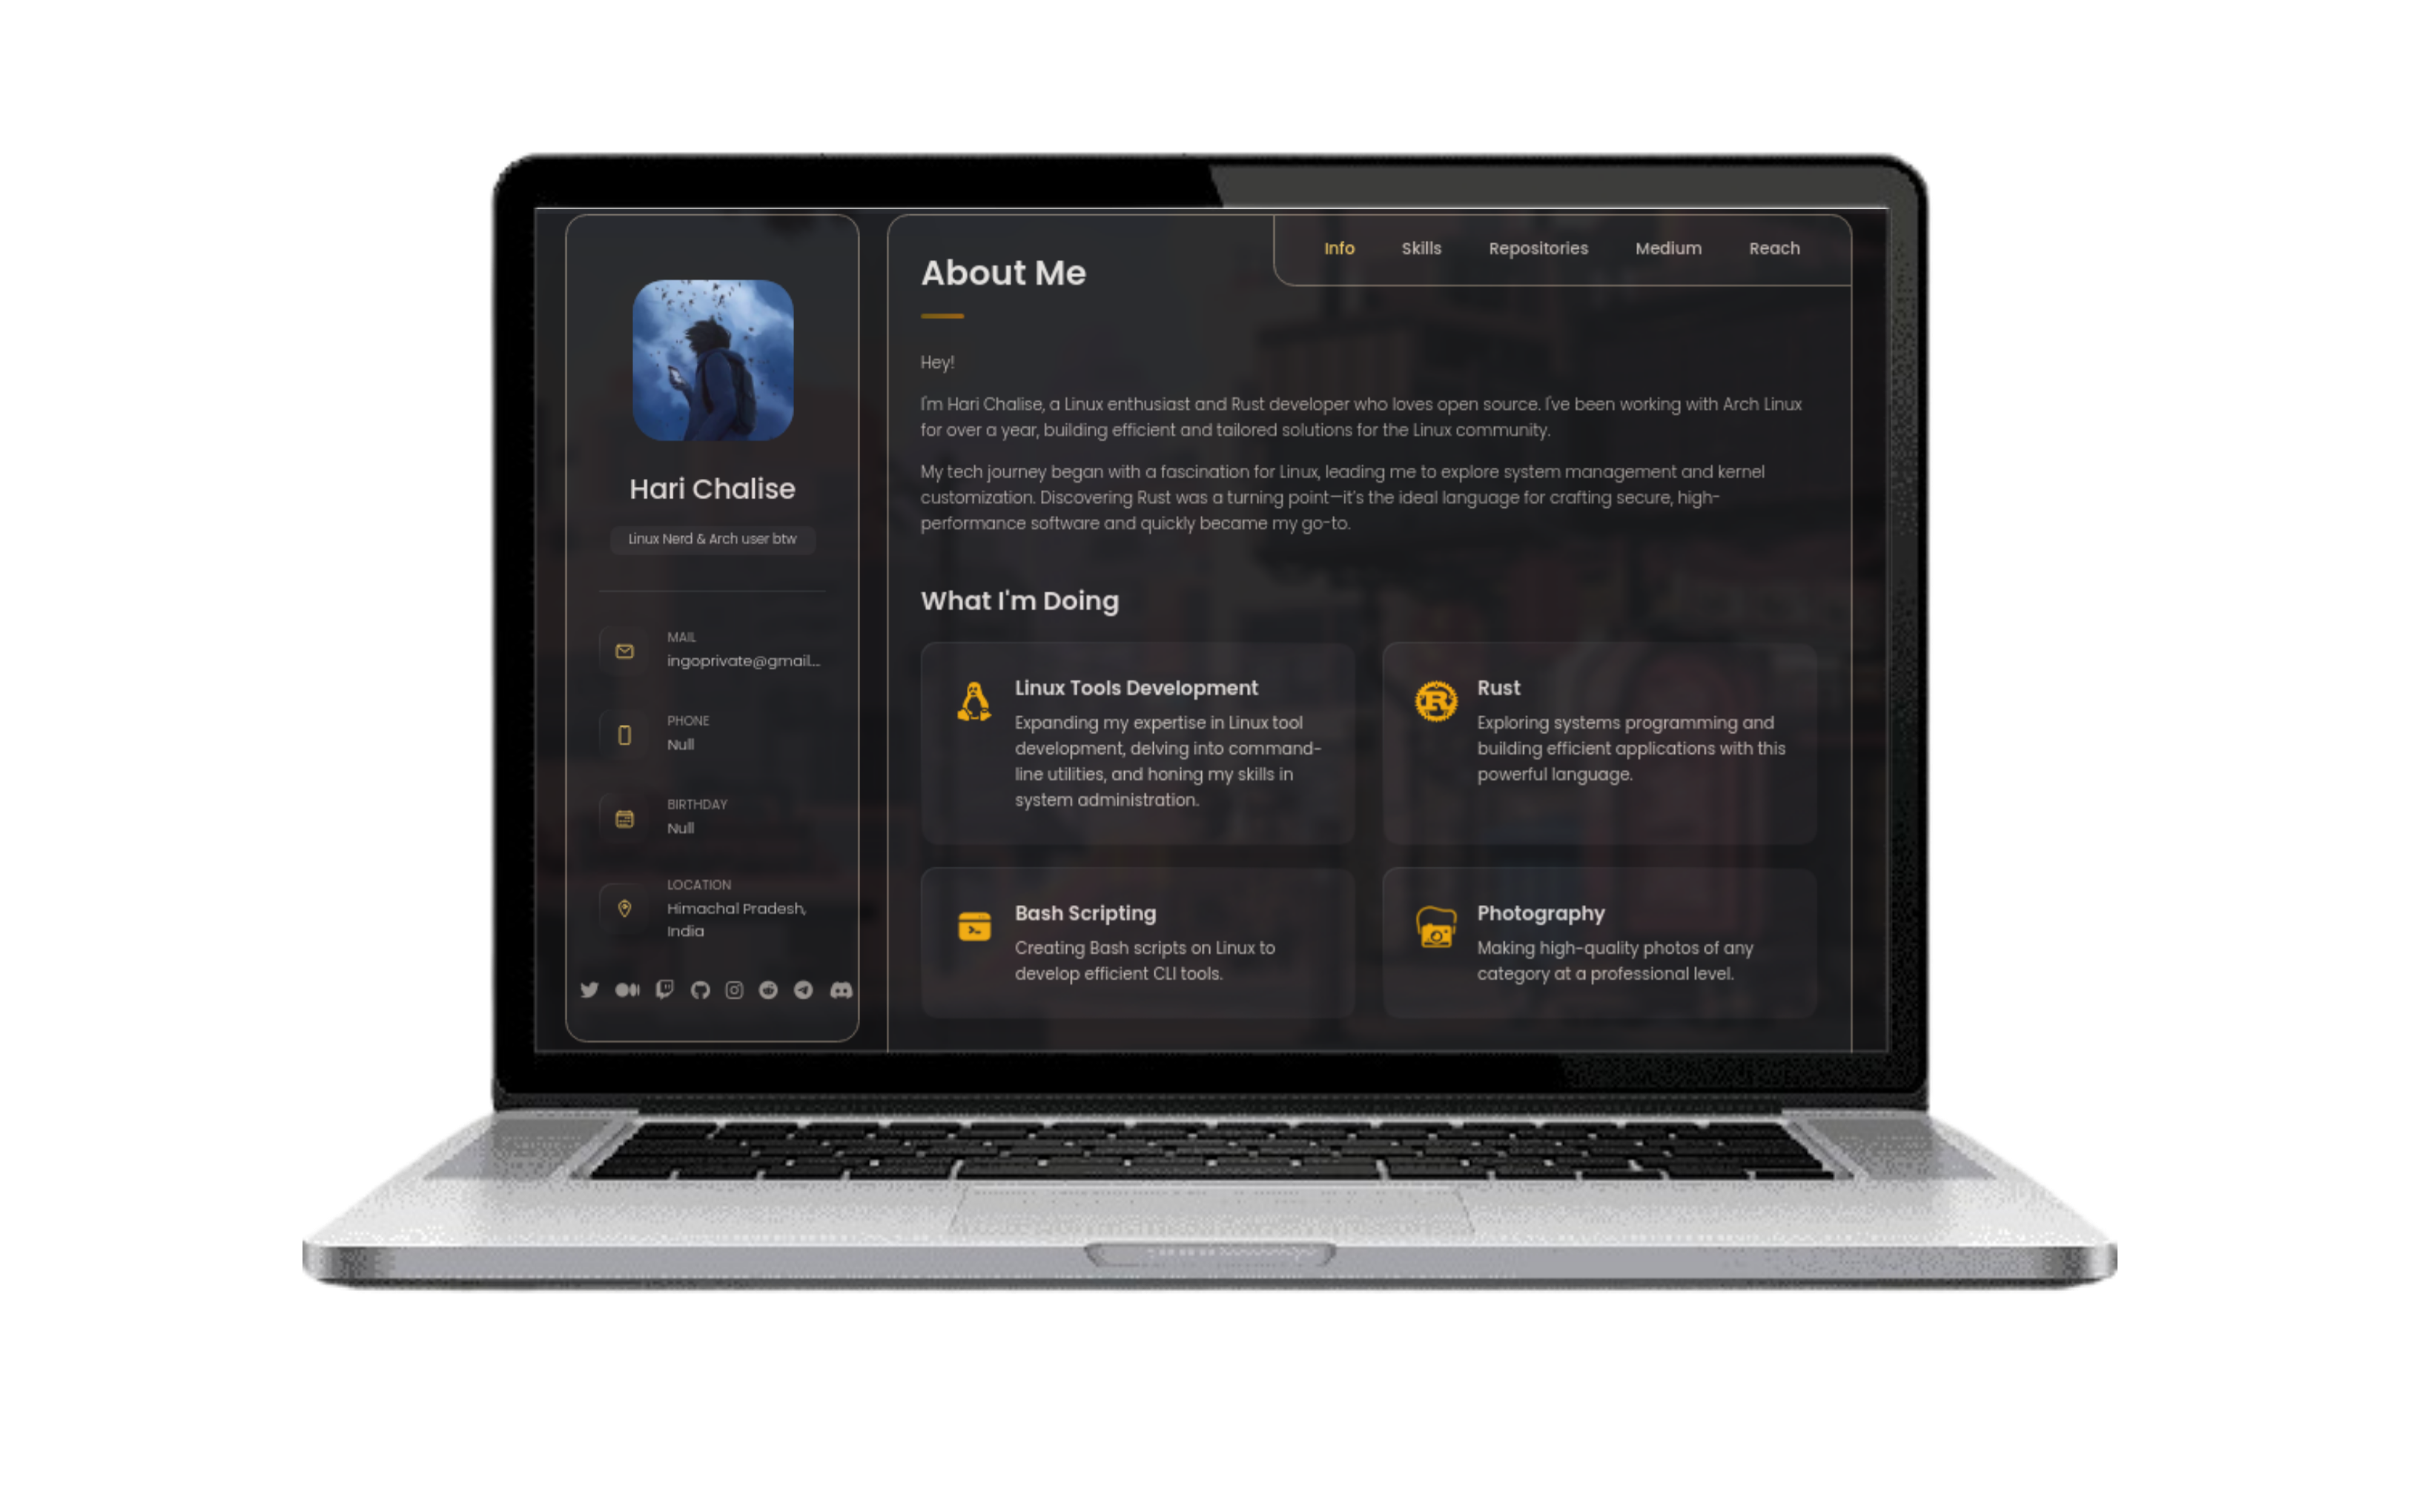 Hari Chalise
Linux Nerd & Arch user btw
MAIL
ingoprivate@gmail...
PHONE
Null
BIRTHDAY
Null
LOCATION
Himachal Pradesh,
India
Info Skills Repositories Medium Reach
About Me
Hey!
I'm Hari Chalise, a Linux enthusiast and Rust developer who loves open source. I've been working with Arch Linux
for over a year, building efficient and tailored solutions for the Linux community.
My tech journey began with a fascination for Linux, leading me to explore system management and kernel
customization. Discovering Rust was a turning point—it's the ideal language for crafting secure, high-
performance software and quickly became my go-to.
What I'm Doing
Linux Tools Development
Expanding my expertise in Linux tool
development, delving into command-
line utilities, and honing my skills in
system administration.
Rust
Exploring systems programming and
building efficient applications with this
powerful language.
Bash Scripting
Creating Bash scripts on Linux to
develop efficient CLI tools.
Photography
Making high-quality photos of any
category at a professional level.